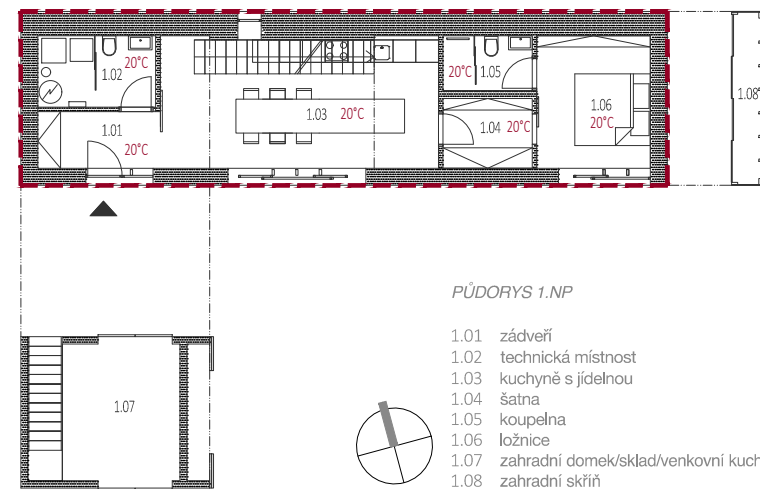 20°C
1.02
20°C
1.05
1.06
20°C
1.08
1.01
20°C
1.03 20°C
1.04 20°C
PŮDORYS 1.NP
1.07
1.01 zádveří
1.02 technická místnost
1.03 kuchyně s jídelnou
1.04 šatna
1.05 koupelna
1.06 ložnice
1.07 zahradní domek/sklad/venkovní kuch
1.08 zahradní skříň